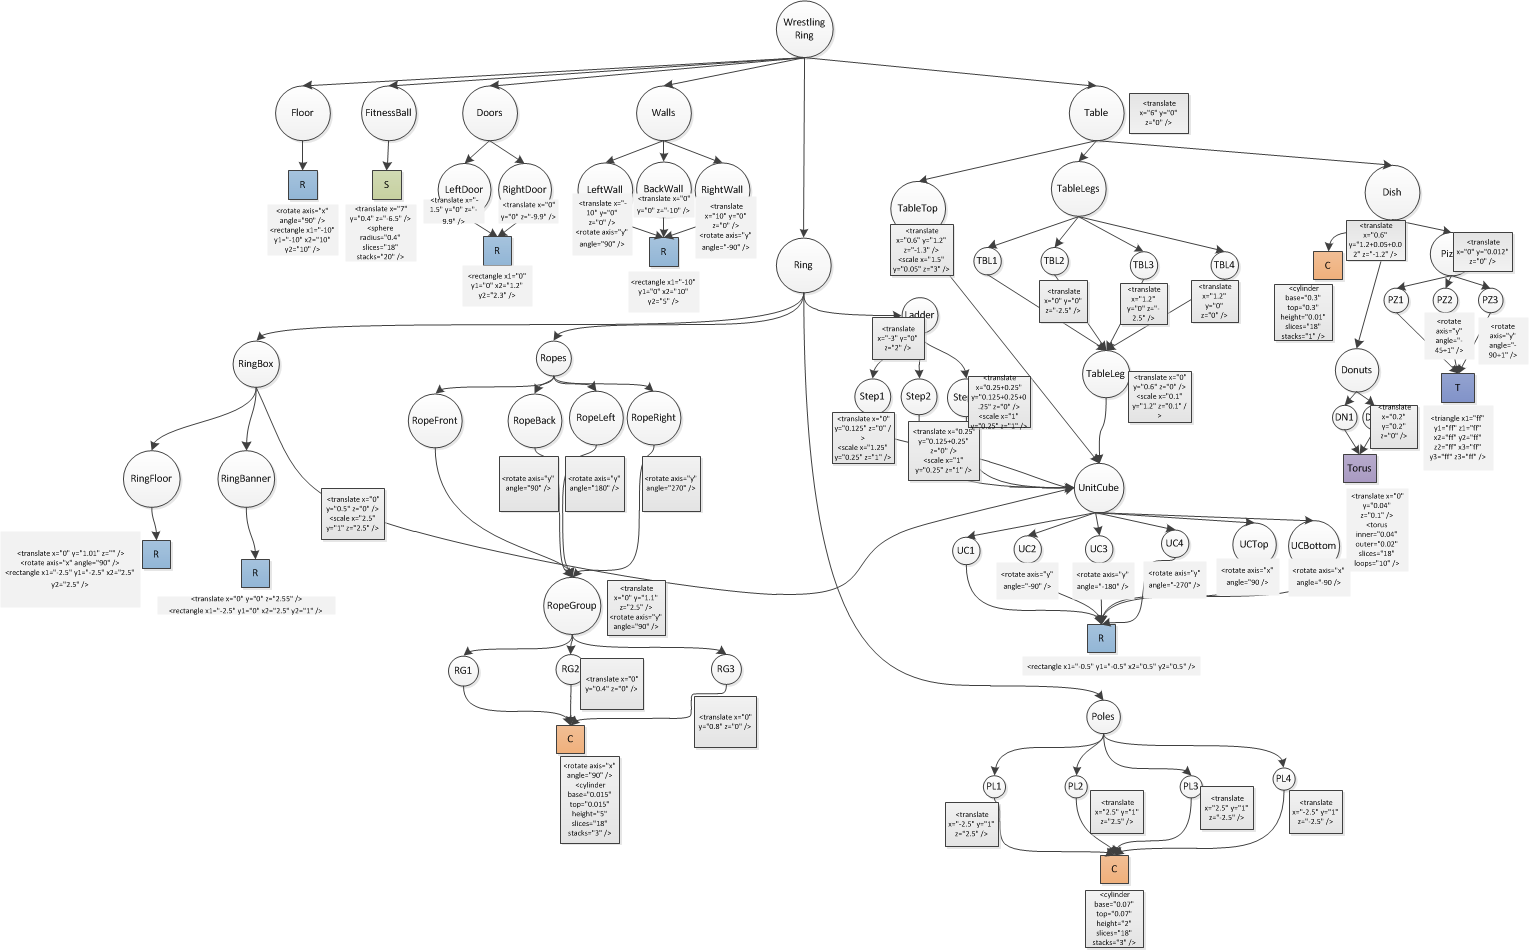 Wrestling
Ring
Floor
FitnessBall
Doors
Walls
Table
<translate
x="6" y="0"
z="0" />
R
S
LeftDoor
RightDoor
LeftWall
BackWall
RightWall
TableTop
TableLegs
Dish
<rotate axis="x"
angle="90" />
<rectangle x1="-10"
y1="-10" x2="10"
y2="10" />
<translate x="7"
y="0.4" z="-6.5" />
<sphere
radius="0.4"
slices="18"
stacks="20" />
<translate x="-
1.5" y="0" z="-
9.9" />
<translate x="0"
y="0" z="-9.9" />
R
<rectangle x1="0"
y1="0" x2="1.2"
y2="2.3" />
<translate x="-
10" y="0"
z="0" />
<rotate axis="y"
angle="90" />
<translate x="0"
y="0" z="-10" />
<translate
x="10" y="0"
z="0" />
<rotate axis="y"
angle="-90" />
R
<rectangle x1="-10"
y1="0" x2="10"
y2="5" />
<translate
x="0.6" y="1.2"
z="-1.3" />
<scale x="1.5"
y="0.05" z="3" />
TBL1
TBL2
TBL3
TBL4
<translate
x="0" y="0"
z="-2.5" />
<translate
x="1.2"
y="0" z="-
2.5" />
<translate
x="1.2"
y="0"
z="0" />
<translate
x="0.6"
y="1.2+0.05+0.0
2" z="-1.2" />
C
<cylinder
base="0.3"
top="0.3"
height="0.01"
slices="18"
stacks="1" />
Piz
<translate
x="0" y="0.012"
z="0" />
PZ1
PZ2
PZ3
<rotate
axis="y"
angle="-
45+1" />
<rotate
axis="y"
angle="-
90+1" />
T
<triangle x1="ff"
y1="ff" z1="ff"
x2="ff" y2="ff"
z2="ff" x3="ff"
y3="ff" z3="ff" />
Ring
Ladder
<translate
x="-3" y="0"
z="2" />
RingBox
Ropes
TableLeg
<translate x="0"
y="0.6" z="0" />
<scale x="0.1"
y="1.2" z="0.1" /
>
Donuts
DN1
<translate
x="0.2"
y="0.2"
z="0" />
Torus
<translate x="0"
y="0.04"
z="0.1" />
<torus
inner="0.04"
outer="0.02"
slices="18"
loops="10" />
RopeFront
RopeBack
RopeLeft
RopeRight
Step1
Step2
Ste
<translate
x="0.25+0.25"
y="0.125+0.25+0
.25" z="0" />
<scale x="1"
y="0.25" z="1" />
<translate x="0"
y="0.125" z="0" /
>
<scale x="1.25"
y="0.25" z="1" />
<translate x="0.25"
y="0.125+0.25"
z="0" />
<scale x="1"
y="0.25" z="1" />
RingFloor
RingBanner
<rotate axis="y"
angle="90" />
<rotate axis="y"
angle="180" />
<rotate axis="y"
angle="270" />
<translate x="0"
y="0.5" z="0" />
<scale x="2.5"
y="1" z="2.5" />
UnitCube
<translate x="0" y="1.01" z="" />
<rotate axis="x" angle="90" />
<rectangle x1="-2.5" y1="-2.5" x2="2.5"
y2="2.5" />
R
R
<translate x="0" y="0" z="2.55" />
<rectangle x1="-2.5" y1="0" x2="2.5" y2="1" />
UC1
UC2
UC3
UC4
UCTop
UCBottom
<rotate axis="y"
angle="-90" />
<rotate axis="y"
angle="-180" />
<rotate axis="y"
angle="-270" />
<rotate axis="x"
angle="90 />
<rotate axis="x"
angle="-90 />
R
<rectangle x1="-0.5" y1="-0.5" x2="0.5" y2="0.5" />
RopeGroup
<translate
x="0" y="1.1"
z="2.5" />
<rotate axis="y"
angle="90" />
RG1
RG2
RG3
<translate x="0"
y="0.4" z="0" />
<translate x="0"
y="0.8" z="0" />
C
<rotate axis="x"
angle="90" />
<cylinder
base="0.015"
top="0.015"
height="5"
slices="18"
stacks="3" />
Poles
PL1
PL2
PL3
PL4
<translate
x="-2.5" y="1"
z="2.5" />
<translate
x="2.5" y="1"
z="2.5" />
<translate
x="2.5" y="1"
z="-2.5" />
<translate
x="-2.5" y="1"
z="-2.5" />
C
<cylinder
base="0.07"
top="0.07"
height="2"
slices="18"
stacks="3" />